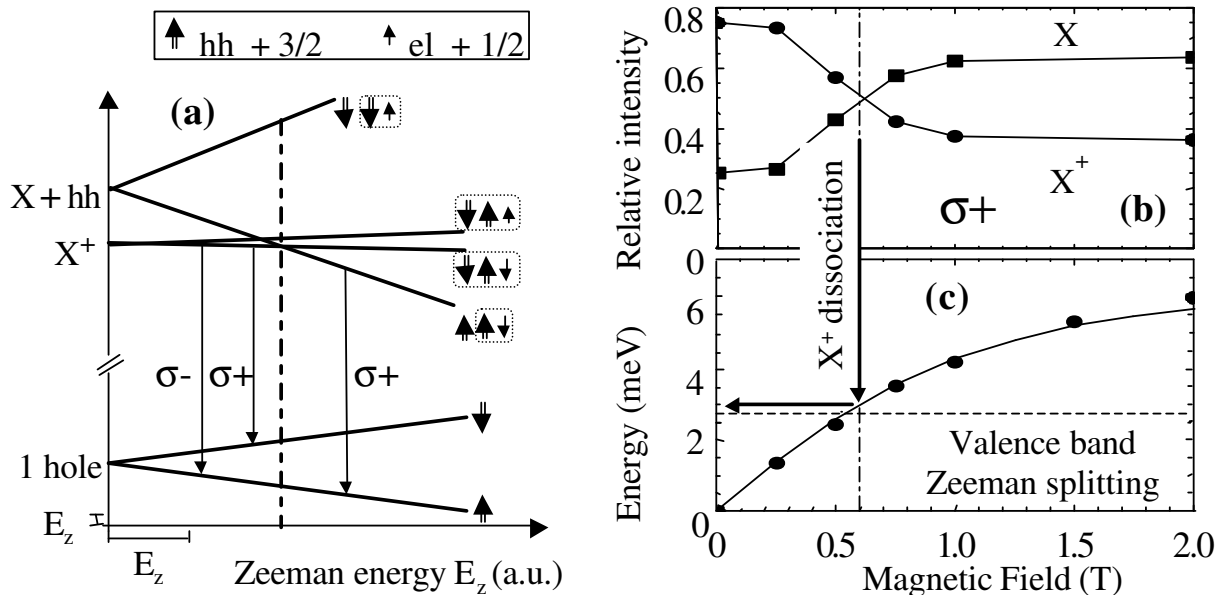 hh + 3/2 el + 1/2
(a)
X + hh
X+
σ- σ+ σ+
1 hole
Ez
Ez
Zeeman energy Ez (a.u.)
Relative intensity
0.8
0.6
0.4
0.2
0
X
X+
σ+
(b)
X+ dissociation
Energy (meV)
6
4
2
0
(c)
Valence band
Zeeman splitting
0 0.5 1.0 1.5 2.0
Magnetic Field (T)